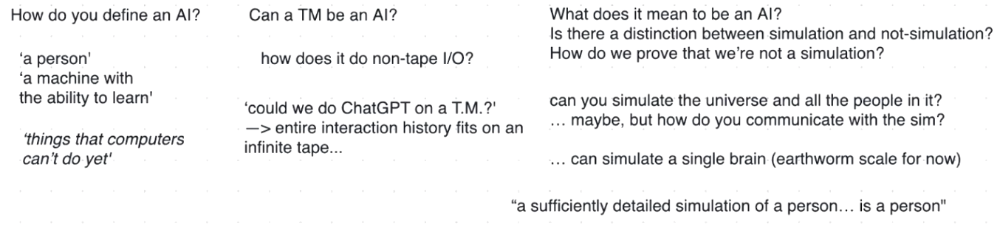 How do you define an AI?
'a person'
'a machine with
the ability to learn'
'things that computers
can't do yet'
Can a TM be an AI?
how does it do non-tape I/O?
'could we do ChatGPT on a T.M.?'
—> entire interaction history fits on an
infinite tape...
What does it mean to be an AI?
Is there a distinction between simulation and not-simulation?
How do we prove that we're not a simulation?
can you simulate the universe and all the people in it?
... maybe, but how do you communicate with the sim?
... can simulate a single brain (earthworm scale for now)
“a sufficiently detailed simulation of a person... is a person"